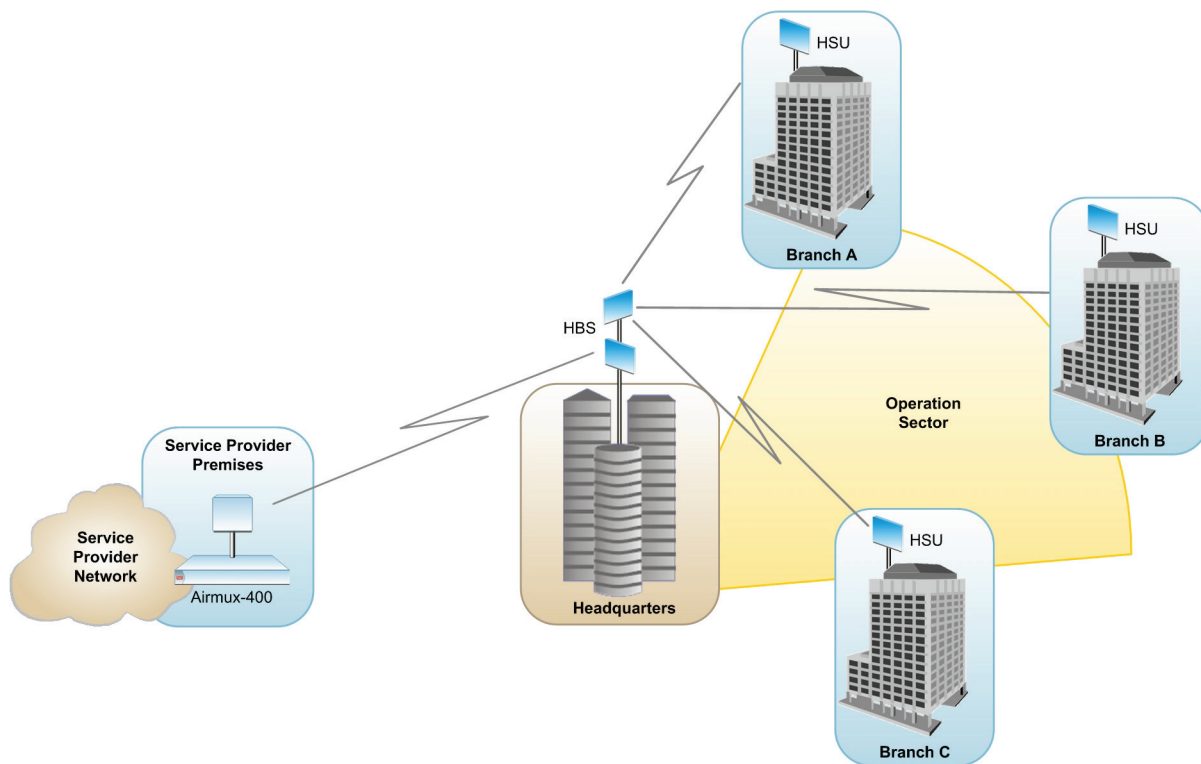 HSU
Branch A
HSU
Branch B
HBS
Operation
Sector
Service Provider
Premises
Service
Provider
Network
Airmux-400
Headquarters
HSU
Branch C